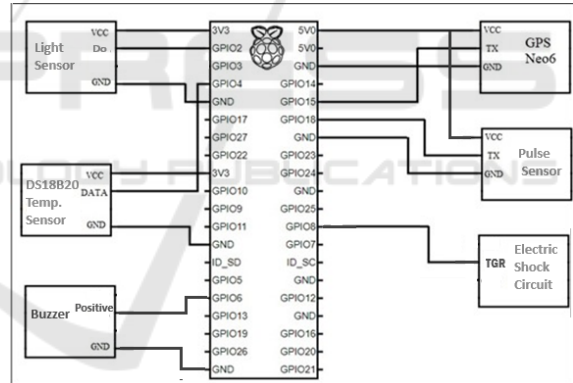 Light
Sensor
VCC
Do
GND
DS18B20
Temp.
Sensor
VCC
DATA
GND
Buzzer
Positive
GND
3V3
GPIO2
GPIO3
GPIO4
GND
GPIO17
GPIO27
GPIO22
3V3
GPIO10
GPIO9
GPIO11
GND
ID_SD
GPIO5
GPIO6
GPIO13
GPIO19
GPIO26
GND
5V0
5V0
GND
GPIO14
GPIO15
GPIO18
GND
GPIO23
GPIO24
GND
GPIO25
GPIO8
GPIO7
ID_SC
GND
GPIO12
GND
GPIO16
GPIO20
GPIO21
VCC
TX
GND
GPS
Neo6
VCC
TX
GND
Pulse
Sensor
TGR
Electric
Shock
Circuit